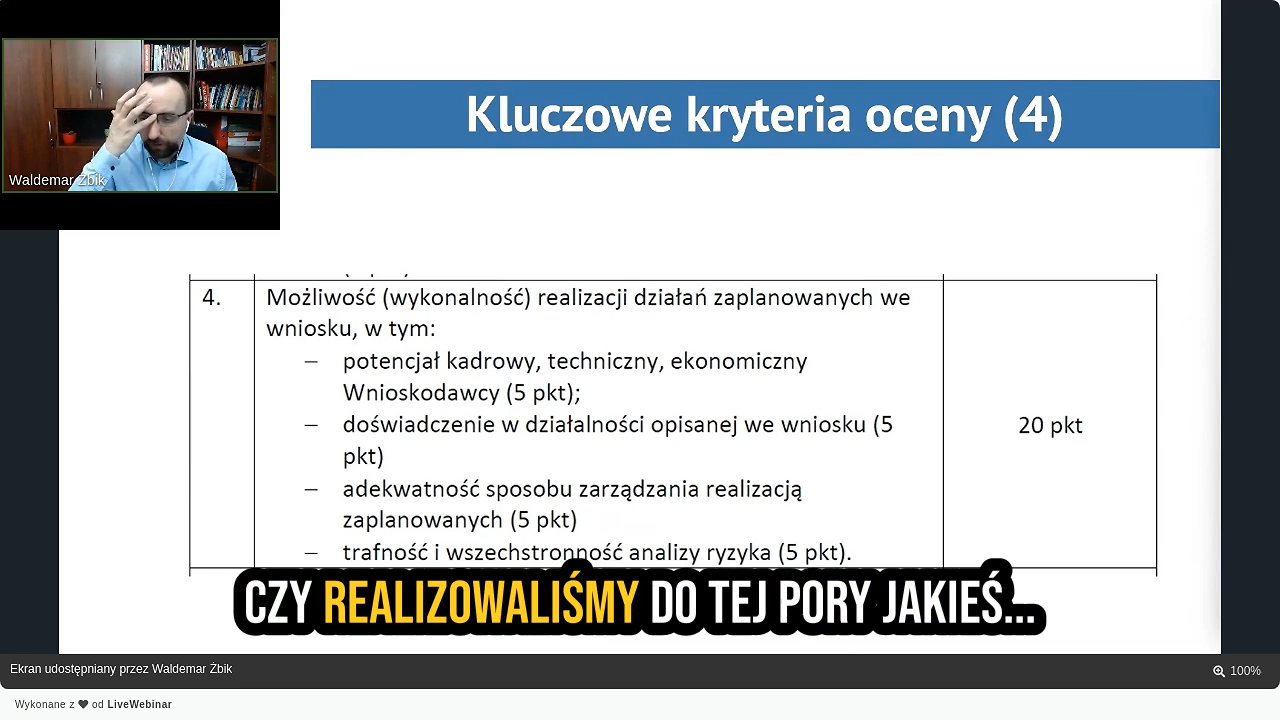 Waldemar Żbik
Kluczowe kryteria oceny (4)
4.
Możliwość (wykonalność) realizacji działań zaplanowanych we
wniosku, w tym:
– potencjał kadrowy, techniczny, ekonomiczny
Wnioskodawcy (5 pkt);
– doświadczenie w działalności opisanej we wniosku (5
pkt)
– adekwatność sposobu zarządzania realizacją
zaplanowanych (5 pkt)
– trafność i wszechstronność analizy ryzyka (5 pkt).
20 pkt
CZY REALIZOWALIŚMY DO TEJ PORY JAKIEŚ...
Ekran udostępniany przez Waldemar Żbik
100%
Wykonane z ♥ od LiveWebinar